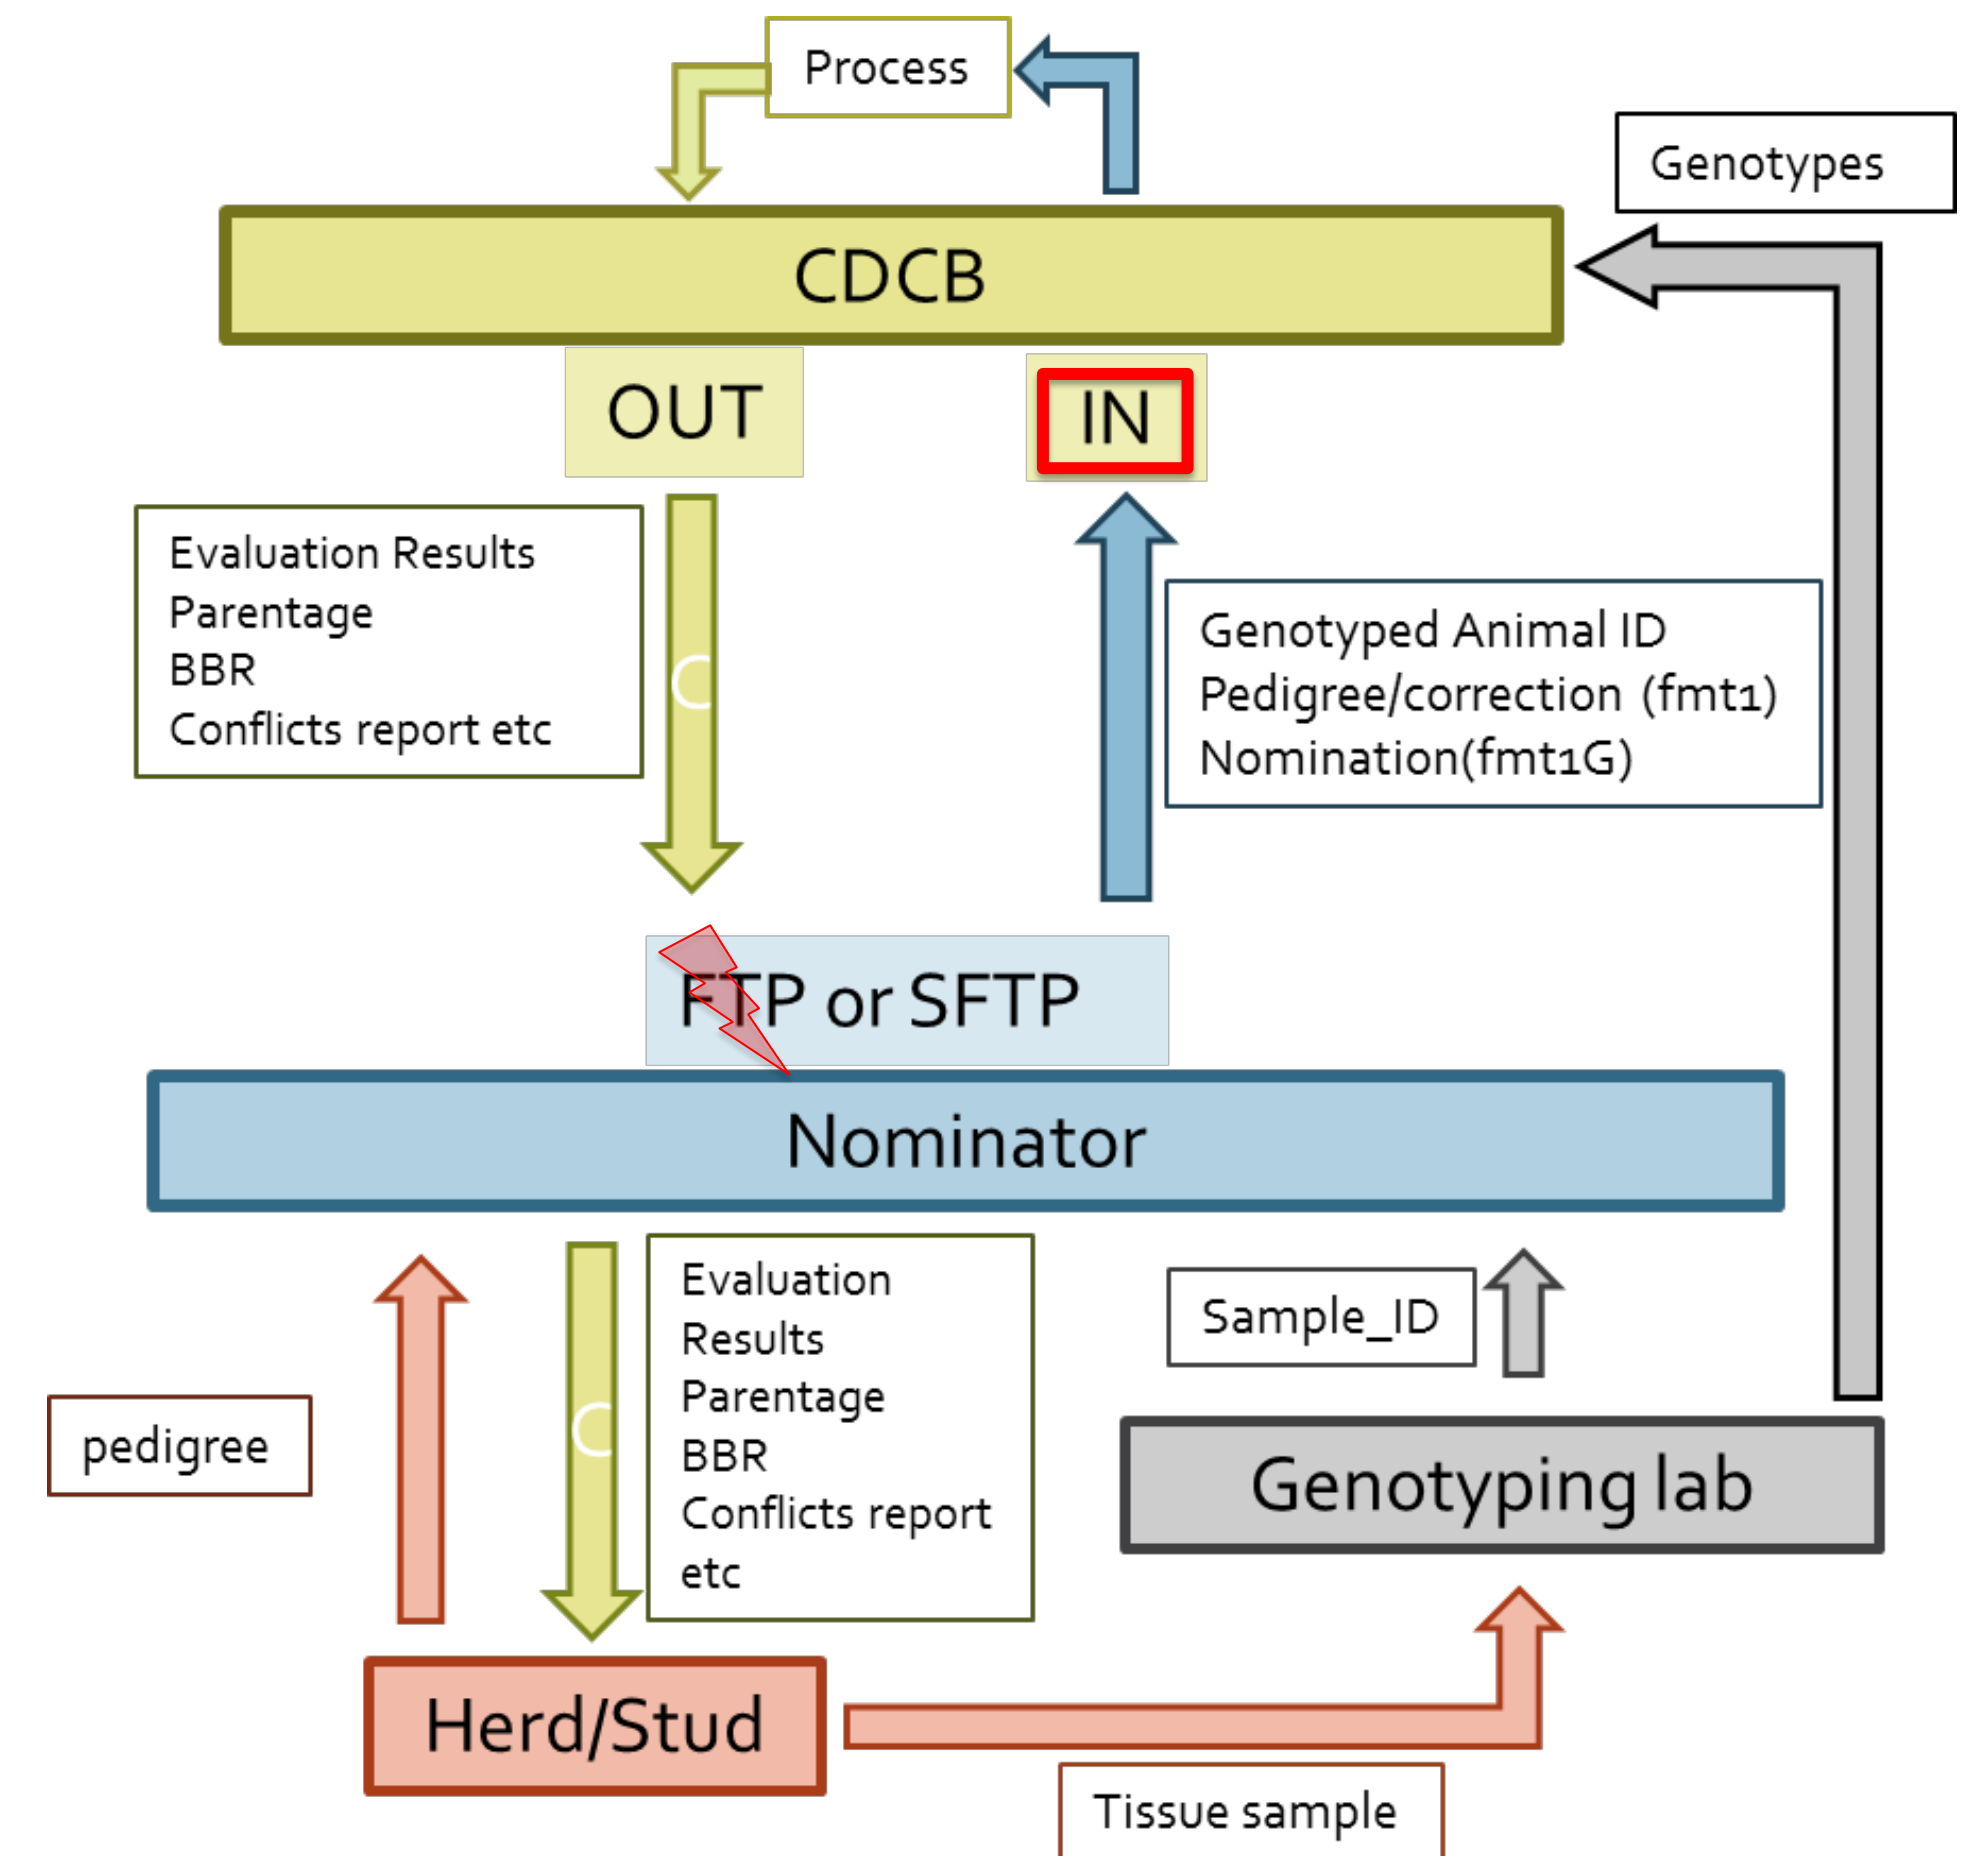 Process
Genotypes
CDCB
OUT
IN
Evaluation Results
Parentage
BBR
Conflicts report etc
C
Genotyped Animal ID
Pedigree/correction (fmt1)
Nomination(fmt1G)
FTP or SFTP
Nominator
Evaluation
Results
Parentage
BBR
Conflicts report
etc
C
Sample_ID
pedigree
Genotyping lab
Herd/Stud
Tissue sample